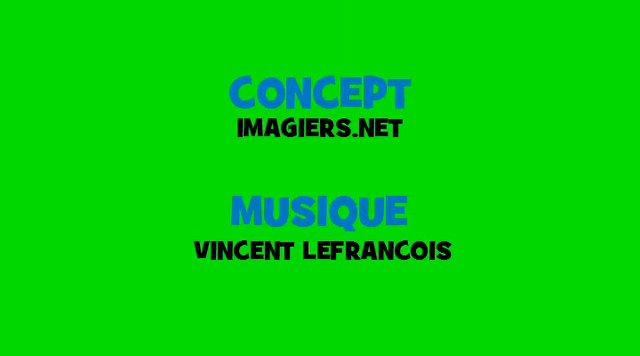 CONCEPT
IMAGIERS.NET
MUSIQUE
VINCENT LEFRANCOIS